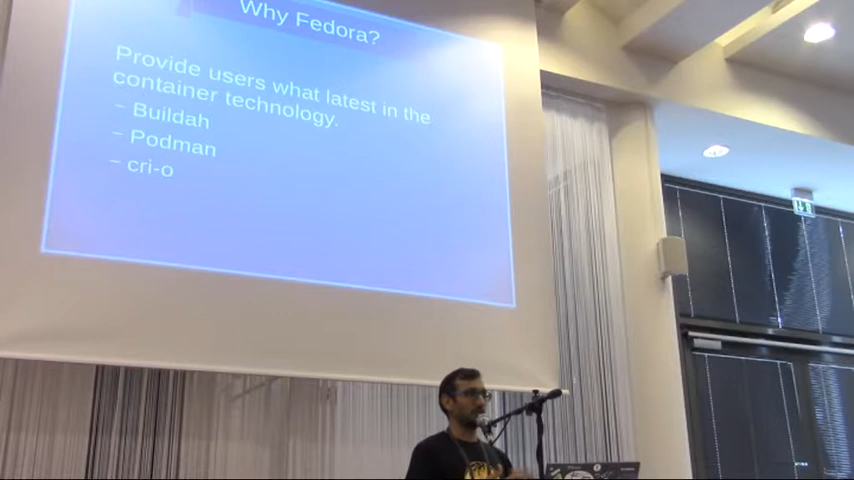 Why Fedora?
Provide users what latest in the
container technology.
– Buildah
– Podman
– cri-o